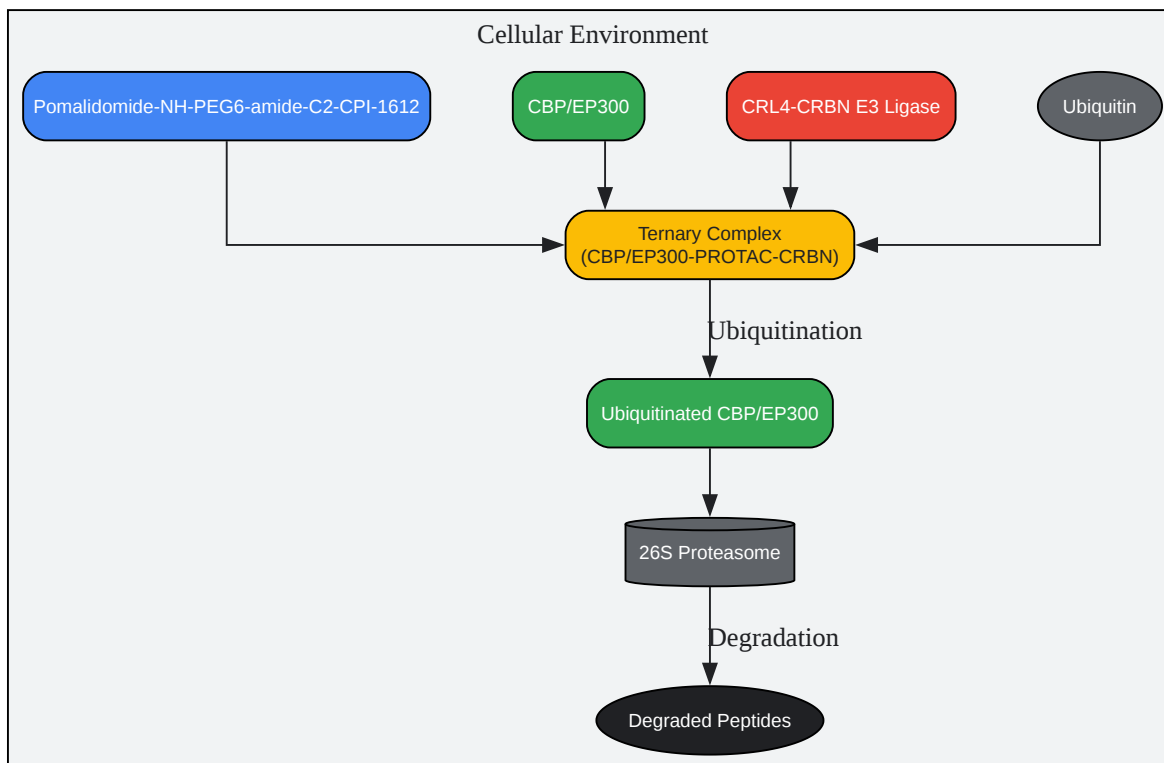 Cellular Environment
Pomalidomide-NH-PEG6-amide-C2-CPI-1612
CBP/EP300
CRL4-CRBN E3 Ligase
Ubiquitin
Ternary Complex
(CBP/EP300-PROTAC-CRBN)
Ubiquitination
Ubiquitinated CBP/EP300
26S Proteasome
Degradation
Degraded Peptides